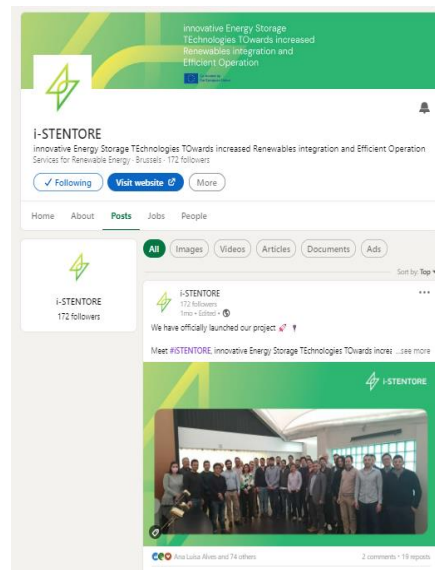 innovative Energy Storage
TEchnologies TOwards increased
Renewables integration and
Efficient Operation
i-STENTORE
innovative Energy Storage TEchnologies TOwards increased Renewables integration and Efficient Operation
Services for Renewable Energy · Brussels · 172 followers
✓ Following
Visit website
More
Home About Posts Jobs People
All Images Videos Articles Documents Ads
Sort by: Top
i-STENTORE
172 followers
i-STENTORE
172 followers
1mo • Edited •
We have officially launched our project
Meet #iSTENTORE, innovative Energy Storage TEchnologies TOwards increa ...see more
i-STENTORE
Ana Luisa Alves and 74 others
2 comments • 19 reposts